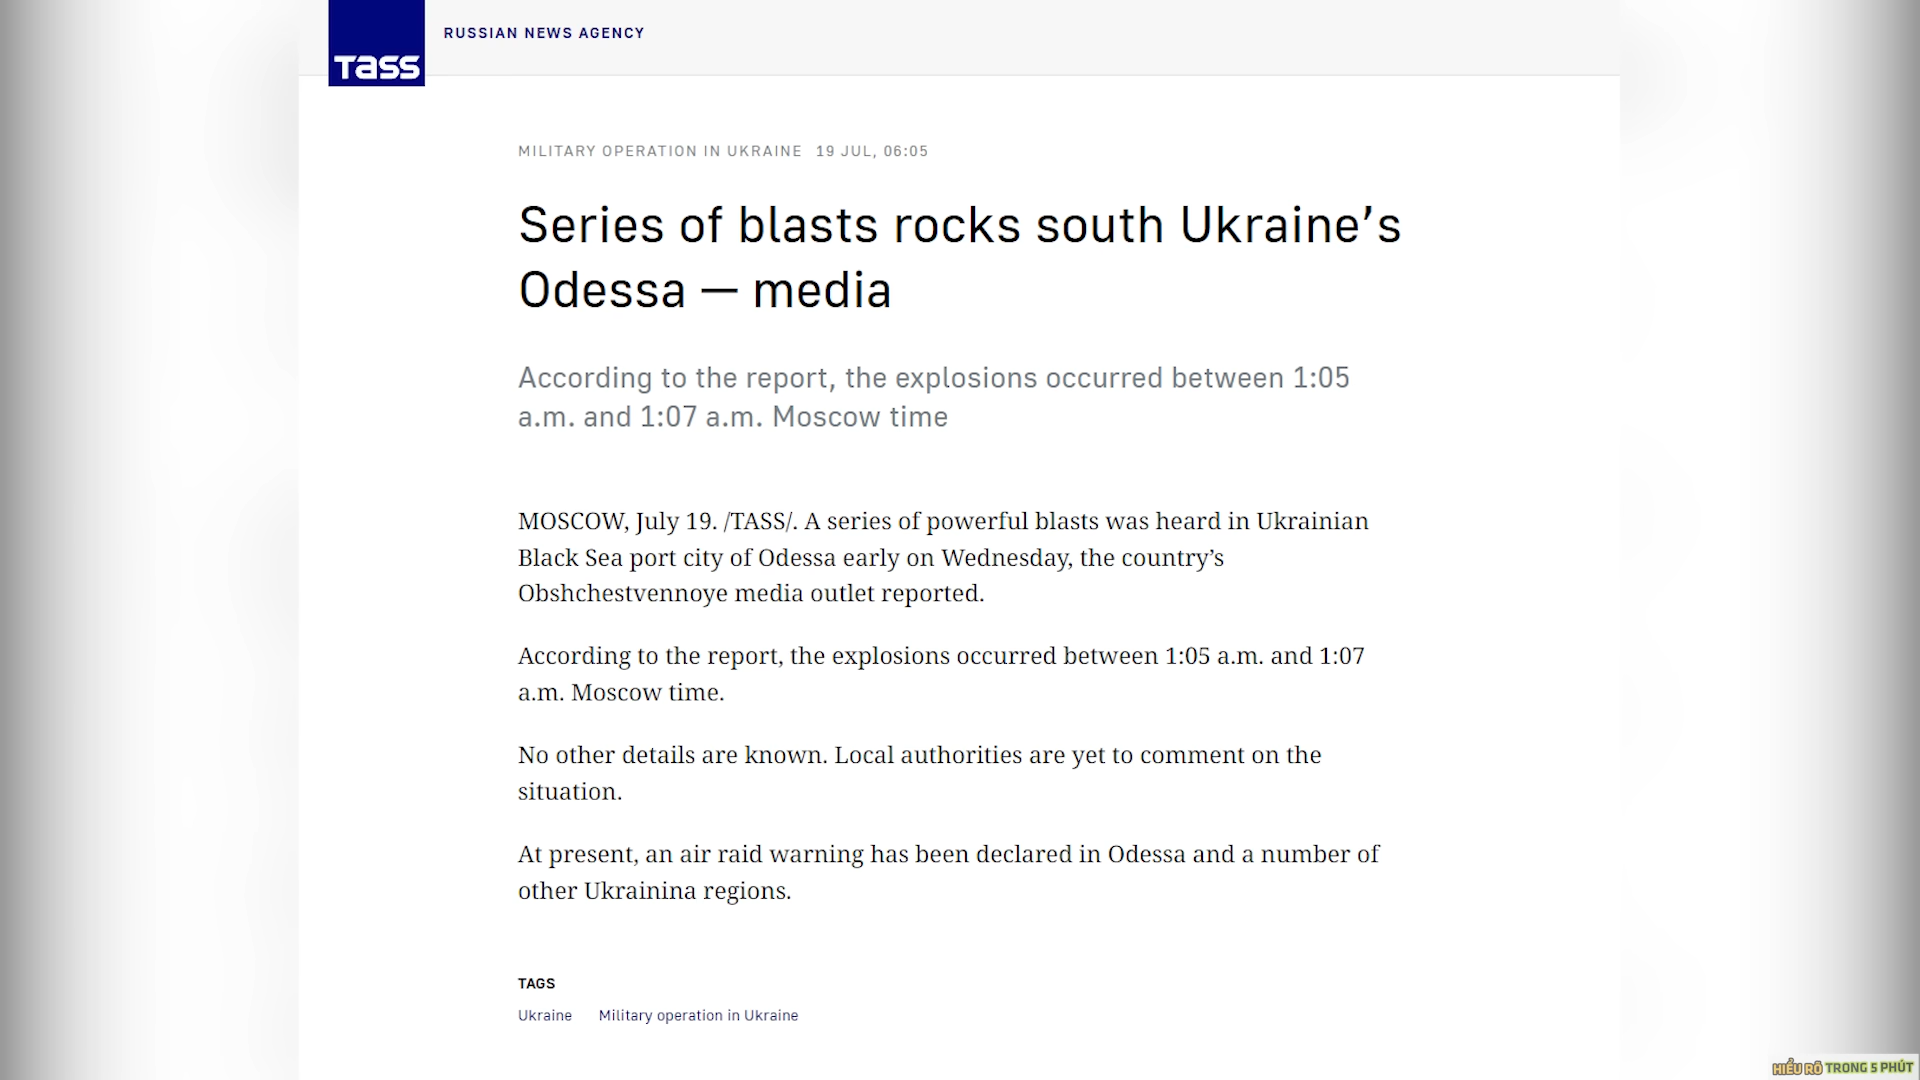 TASS
RUSSIAN NEWS AGENCY
MILITARY OPERATION IN UKRAINE 19 JUL, 06:05
Series of blasts rocks south Ukraine’s
Odessa — media
According to the report, the explosions occurred between 1:05
a.m. and 1:07 a.m. Moscow time
MOSCOW, July 19. /TASS/. A series of powerful blasts was heard in Ukrainian
Black Sea port city of Odessa early on Wednesday, the country’s
Obshchestvennoye media outlet reported.
According to the report, the explosions occurred between 1:05 a.m. and 1:07
a.m. Moscow time.
No other details are known. Local authorities are yet to comment on the
situation.
At present, an air raid warning has been declared in Odessa and a number of
other Ukrainina regions.
TAGS
Ukraine Military operation in Ukraine
HIỂU RÕ TRONG 5 PHÚT